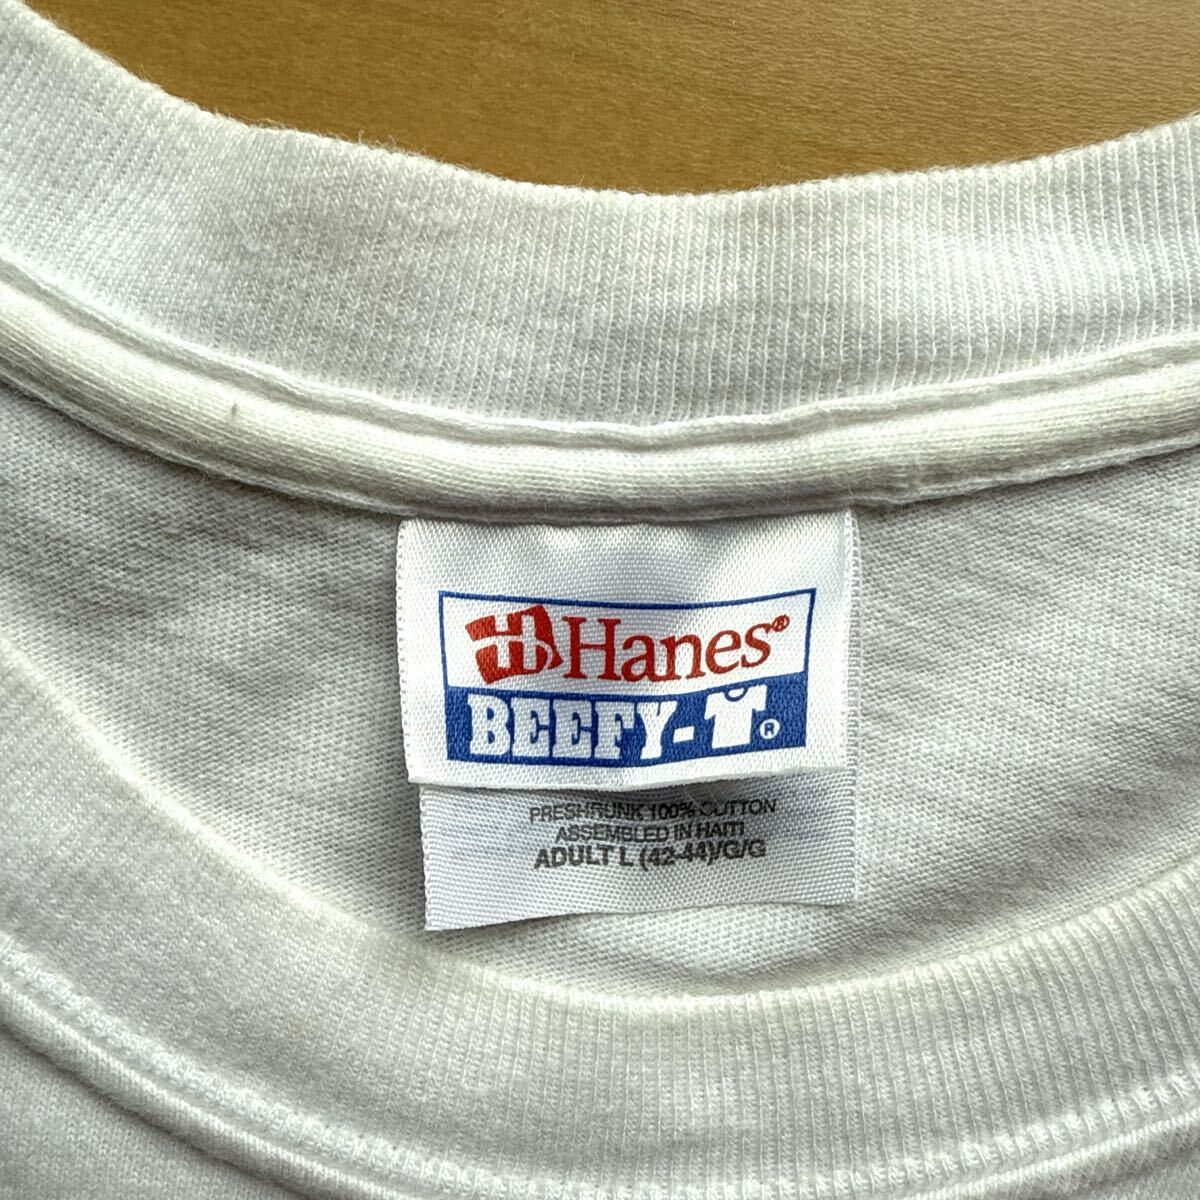 Hanes®
BEEFY-T®
PRESHRUNK 100% COTTON
ASSEMBLED IN HAITI
ADULT L (42-44)/G/G